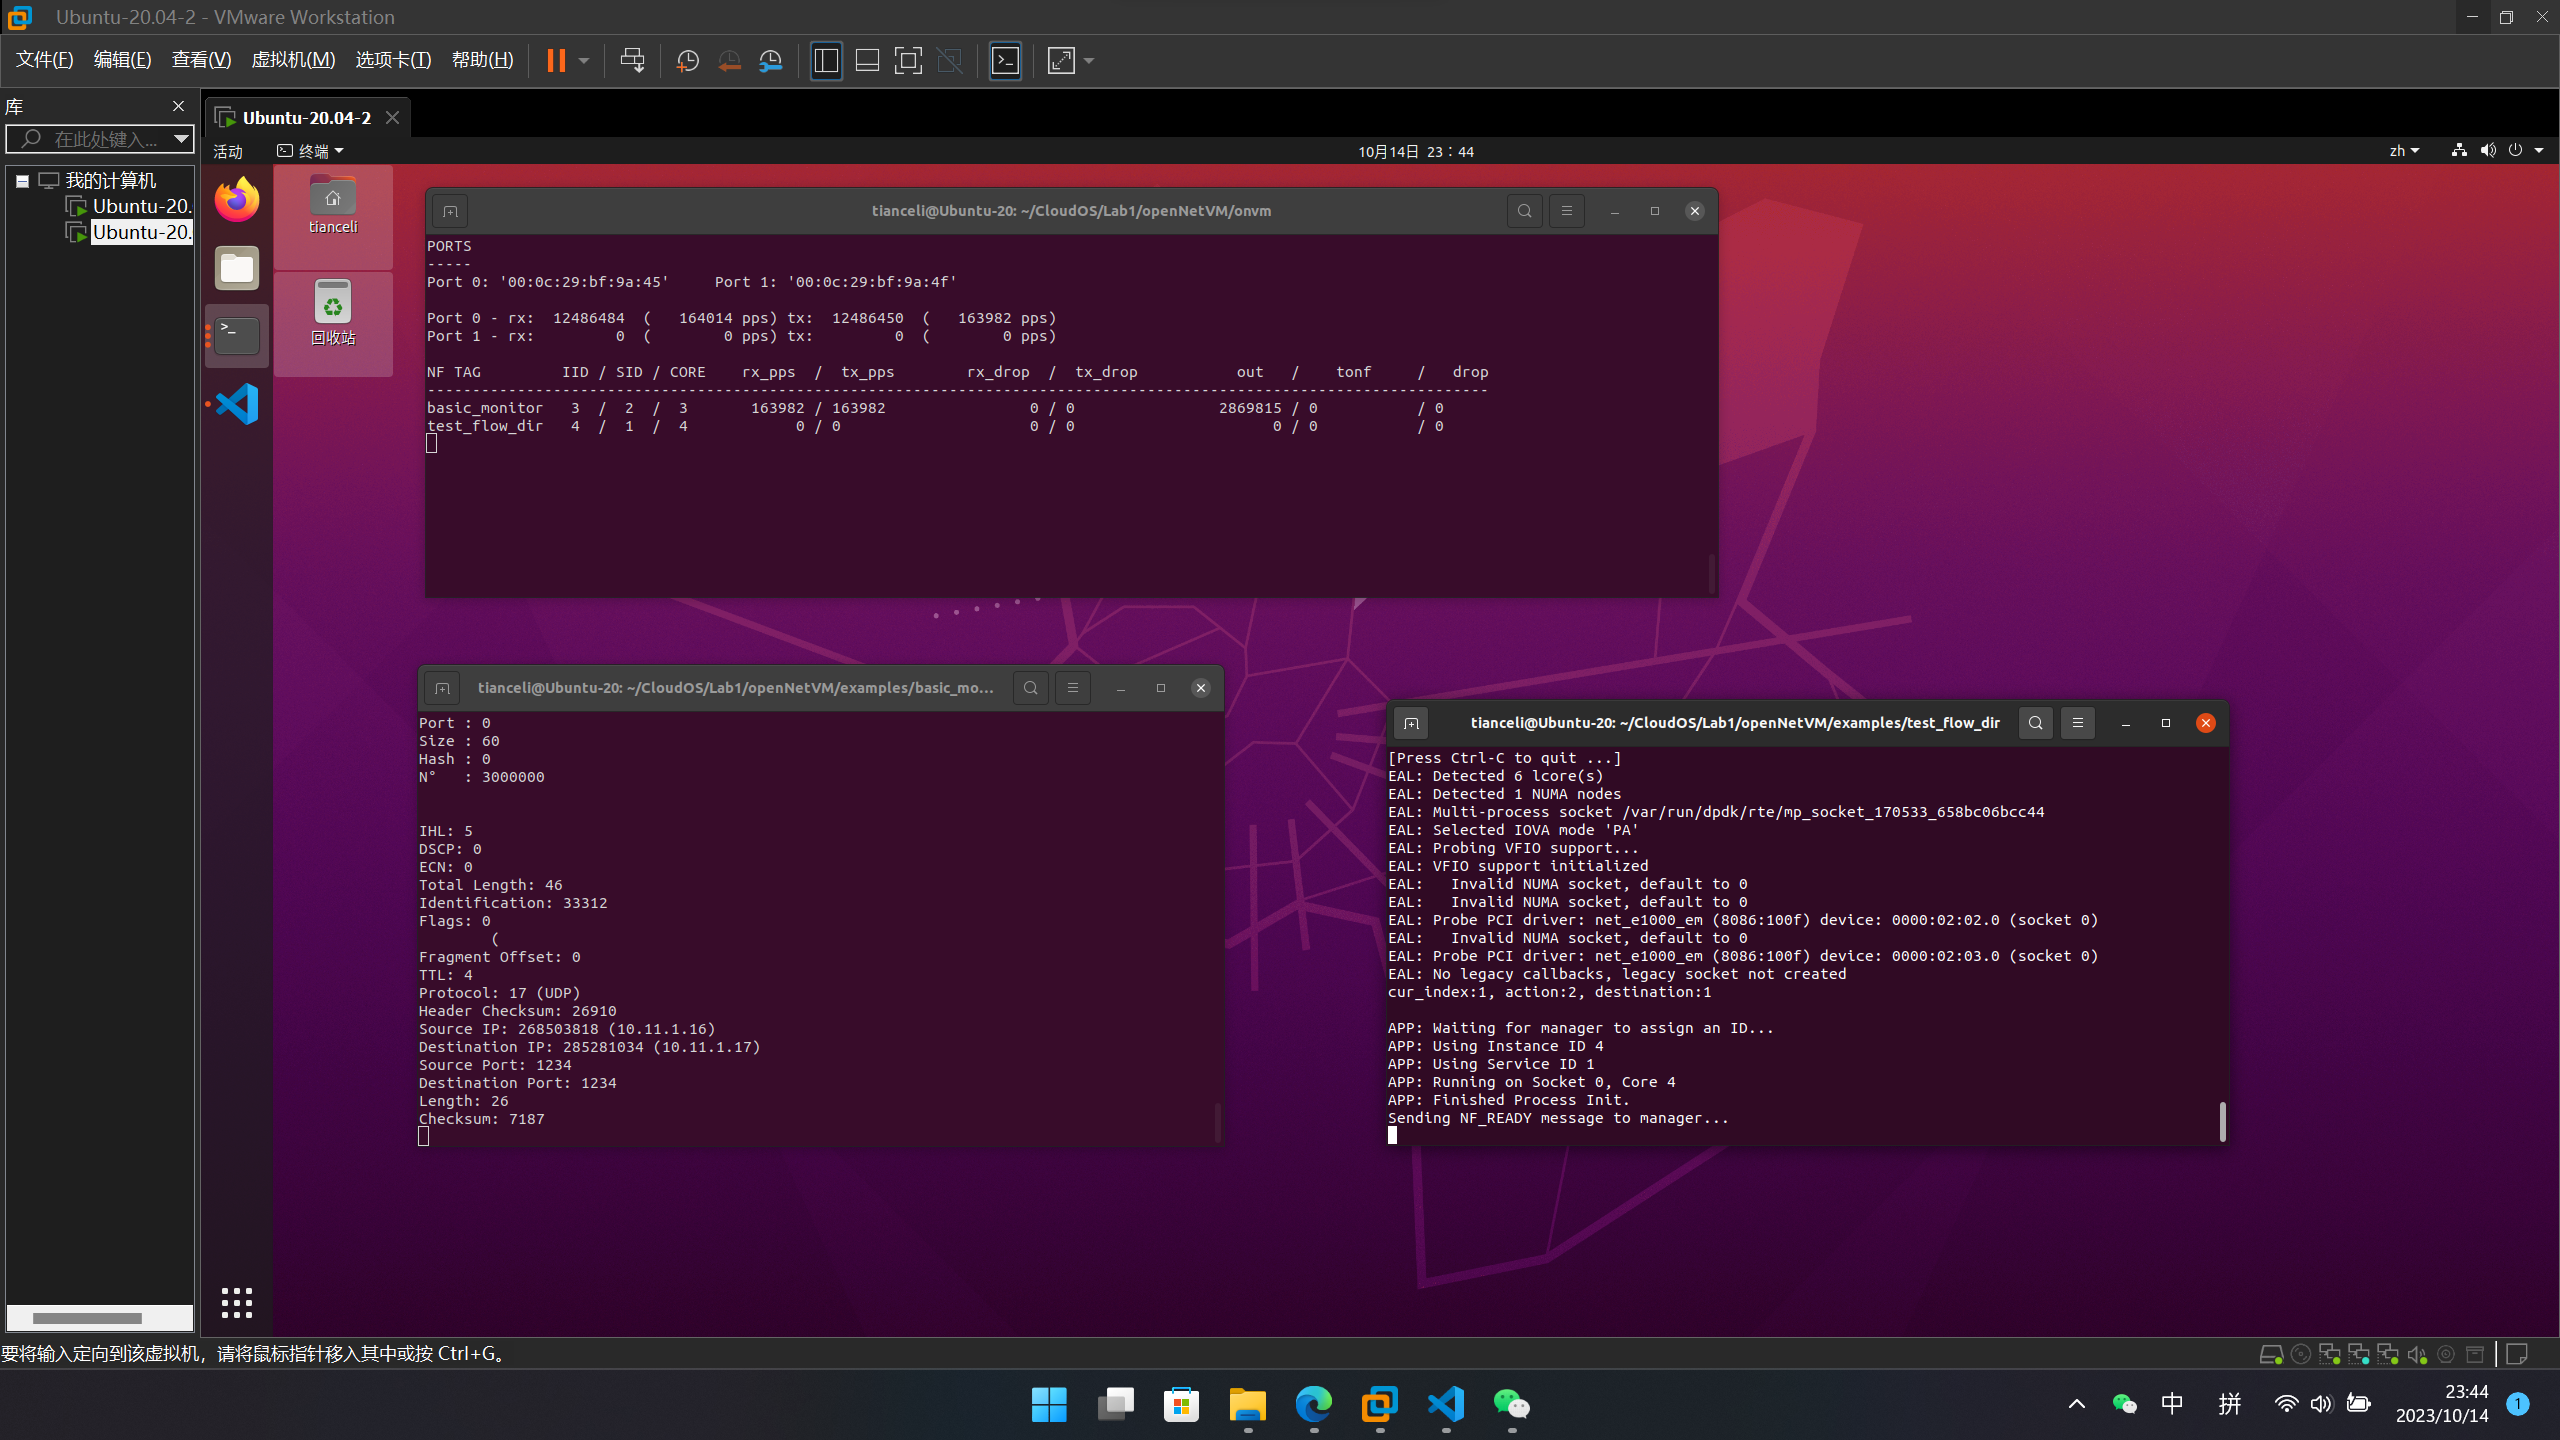 Ubuntu-20.04-2 - VMware Workstation
文件(F) 编辑(E) 查看(V) 虚拟机(M) 选项卡(T) 帮助(H)
库
在此处键入...
我的计算机
Ubuntu-20.
Ubuntu-20.
Ubuntu-20.04-2
活动 终端 10月14日 23：44 zh
tianceli
回收站
tianceli@Ubuntu-20: ~/CloudOS/Lab1/openNetVM/onvm
PORTS
-----
Port 0: '00:0c:29:bf:9a:45' Port 1: '00:0c:29:bf:9a:4f'
Port 0 - rx: 12486484 ( 164014 pps) tx: 12486450 ( 163982 pps)
Port 1 - rx: 0 ( 0 pps) tx: 0 ( 0 pps)
NF TAG IID / SID / CORE rx_pps / tx_pps rx_drop / tx_drop out / tonf / drop
----------------------------------------------------------------------------------------------------------------------
basic_monitor 3 / 2 / 3 163982 / 163982 0 / 0 2869815 / 0 / 0
test_flow_dir 4 / 1 / 4 0 / 0 0 / 0 0 / 0 / 0
tianceli@Ubuntu-20: ~/CloudOS/Lab1/openNetVM/examples/basic_mo...
Port : 0
Size : 60
Hash : 0
N° : 3000000
IHL: 5
DSCP: 0
ECN: 0
Total Length: 46
Identification: 33312
Flags: 0
(
Fragment Offset: 0
TTL: 4
Protocol: 17 (UDP)
Header Checksum: 26910
Source IP: 268503818 (10.11.1.16)
Destination IP: 285281034 (10.11.1.17)
Source Port: 1234
Destination Port: 1234
Length: 26
Checksum: 7187
tianceli@Ubuntu-20: ~/CloudOS/Lab1/openNetVM/examples/test_flow_dir
[Press Ctrl-C to quit ...]
EAL: Detected 6 lcore(s)
EAL: Detected 1 NUMA nodes
EAL: Multi-process socket /var/run/dpdk/rte/mp_socket_170533_658bc06bcc44
EAL: Selected IOVA mode 'PA'
EAL: Probing VFIO support...
EAL: VFIO support initialized
EAL: Invalid NUMA socket, default to 0
EAL: Invalid NUMA socket, default to 0
EAL: Probe PCI driver: net_e1000_em (8086:100f) device: 0000:02:02.0 (socket 0)
EAL: Invalid NUMA socket, default to 0
EAL: Probe PCI driver: net_e1000_em (8086:100f) device: 0000:02:03.0 (socket 0)
EAL: No legacy callbacks, legacy socket not created
cur_index:1, action:2, destination:1
APP: Waiting for manager to assign an ID...
APP: Using Instance ID 4
APP: Using Service ID 1
APP: Running on Socket 0, Core 4
APP: Finished Process Init.
Sending NF_READY message to manager...
要将输入定向到该虚拟机，请将鼠标指针移入其中或按 Ctrl+G。
中 拼 23:44
2023/10/14 1